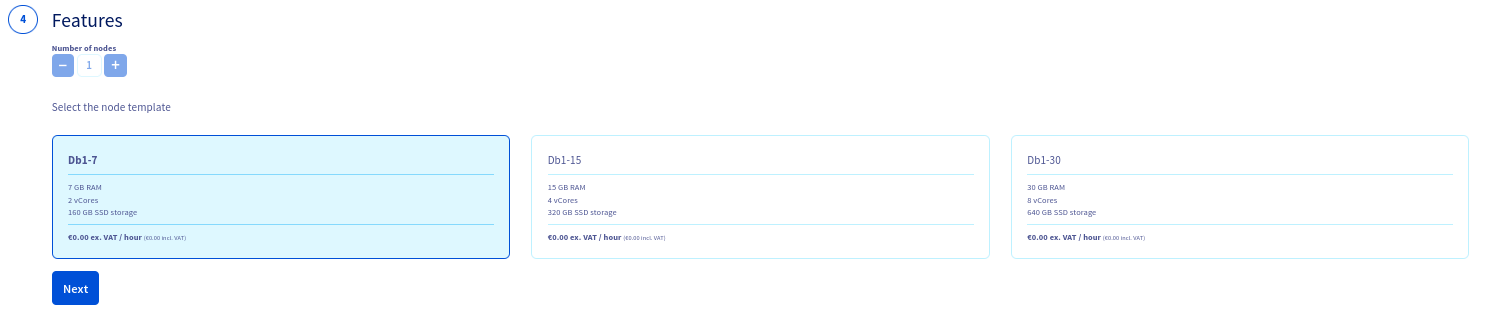 4
Features
Number of nodes
− 1 +
Select the node template
Db1-7
7 GB RAM
2 vCores
160 GB SSD storage
€0.00 ex. VAT / hour (€0.00 incl. VAT)
Db1-15
15 GB RAM
4 vCores
320 GB SSD storage
€0.00 ex. VAT / hour (€0.00 incl. VAT)
Db1-30
30 GB RAM
8 vCores
640 GB SSD storage
€0.00 ex. VAT / hour (€0.00 incl. VAT)
Next